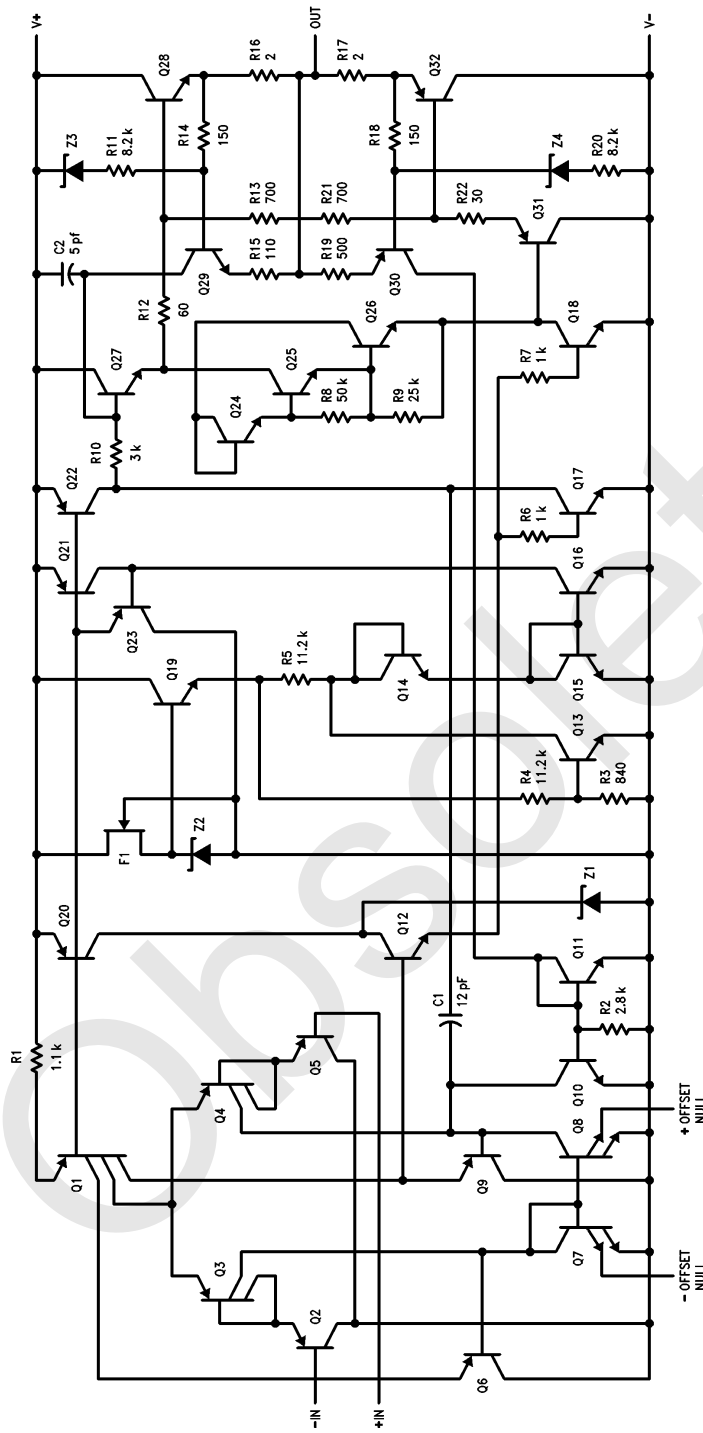 V+
OUT
V-
R16
2
R17
2
Q28
Q32
R14
150
R18
150
Z3
R11
8.2 k
Z4
R20
8.2 k
R13
700
R21
700
R22
30
Q31
C2
5 pf
Q29
R15
110
R19
500
Q30
R12
60
Q27
Q26
Q25
Q24
R8
50 k
R9
25 k
R7
1 k
Q18
R10
3 k
Q22
Q17
R6
1 k
Q21
Q23
Q16
Q19
R5
11.2 k
Q14
Q15
Q13
R4
11.2 k
R3
840
F1
Z2
Q20
Q12
Z1
Q11
R2
2.8 k
C1
12 pF
R1
1.1 k
Q5
Q4
Q10
Q8
+ OFFSET
NULL
Q1
Q9
Q3
Q7
- OFFSET
NULL
Q2
Q6
-IN
+IN
Obsolete